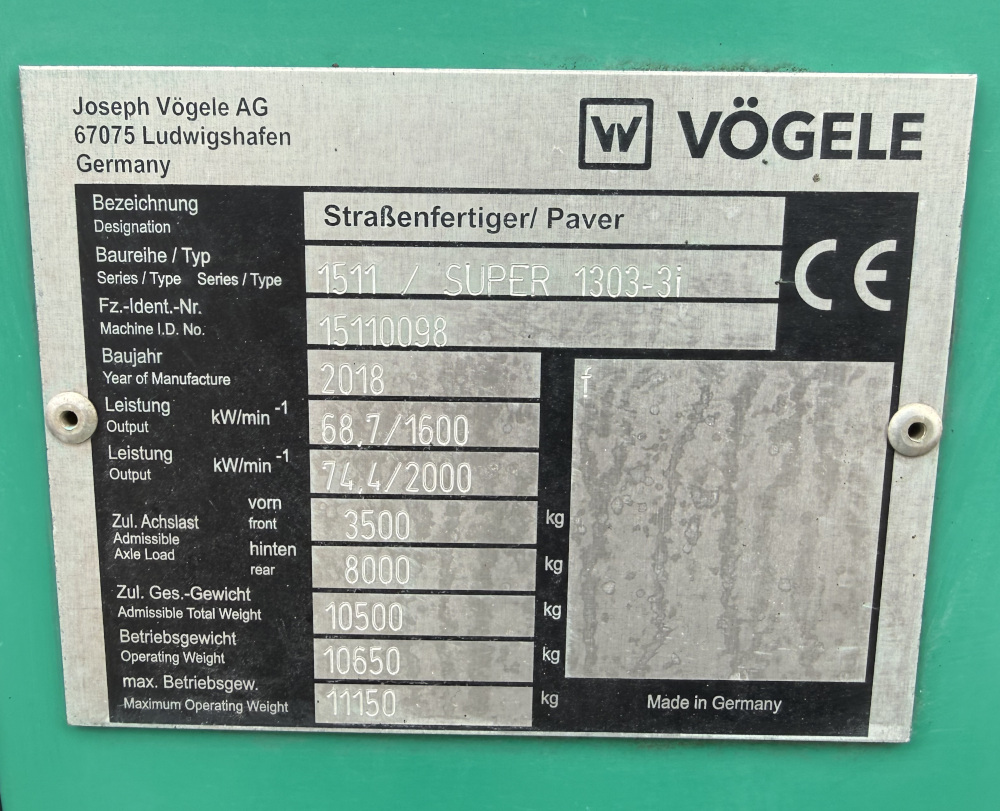 Joseph Vögele AG
67075 Ludwigshafen
Germany
W VÖGELE
Bezeichnung
Designation
Straßenfertiger/ Paver
Baureihe / Typ
Series / Type Series / Type
1511 / SUPER 1303-3i
CE
Fz.-Ident.-Nr.
Machine I.D. No.
15110098
Baujahr
Year of Manufacture
2018
f
Leistung
Output
kW/min -1
68,7/1600
Leistung
Output
kW/min -1
74,4/2000
Zul. Achslast
Admissible
Axle Load
vorn
front
3500 kg
hinten
rear
8000 kg
Zul. Ges.-Gewicht
Admissible Total Weight
10500 kg
Betriebsgewicht
Operating Weight
10650 kg
max. Betriebsgew.
Maximum Operating Weight
11150 kg
Made in Germany